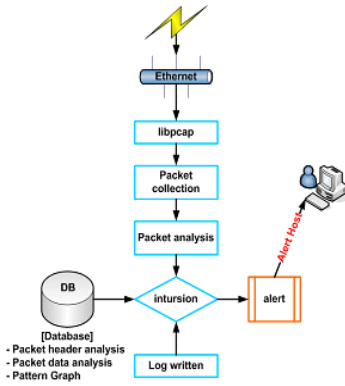 Ethernet
libpcap
Packet
collection
Packet analysis
DB
intursion
alert
Alert Host
[Database]
- Packet header analysis
- Packet data analysis
- Pattern Graph
Log written